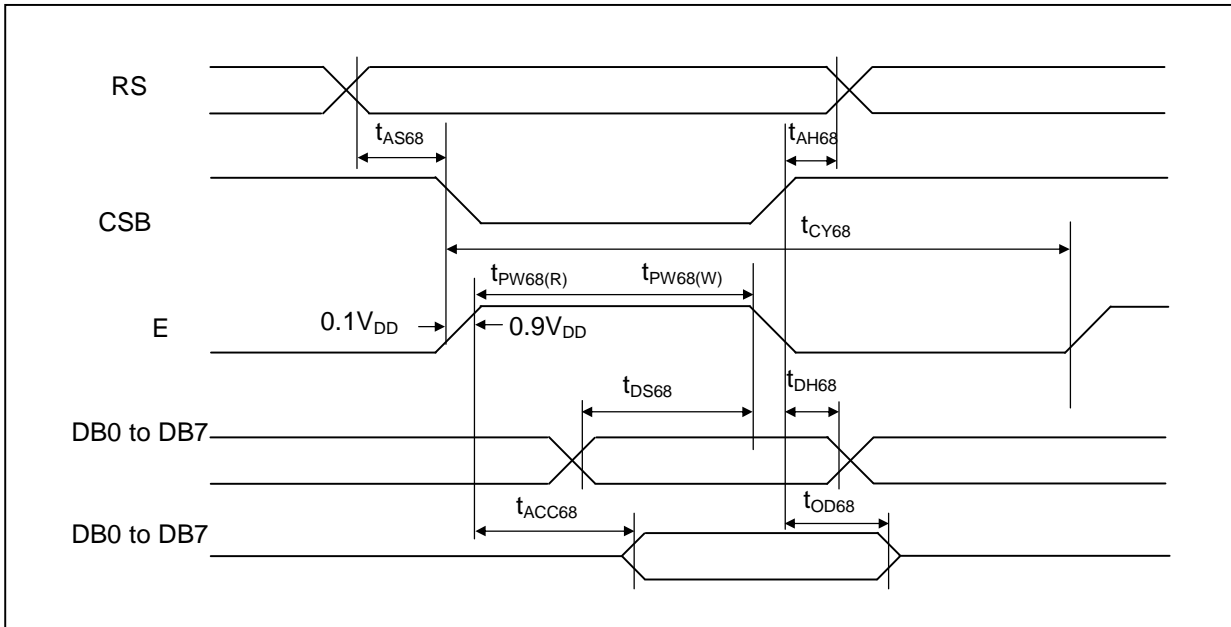 RS
tAS68
tAH68
CSB
tCY68
tPW68(R)
tPW68(W)
E
0.1VDD
0.9VDD
tDS68
tDH68
DB0 to DB7
tACC68
tOD68
DB0 to DB7